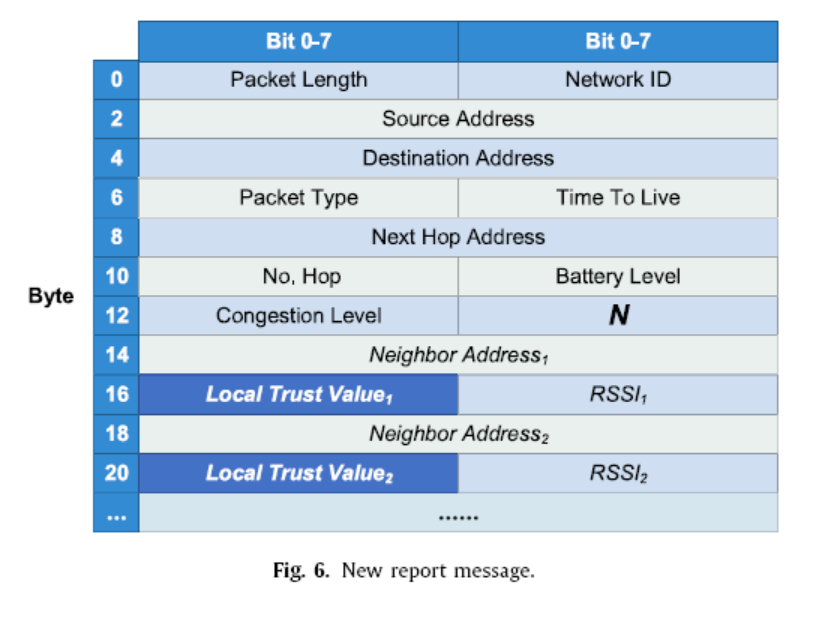 Bit 0-7 Bit 0-7
0 Packet Length Network ID
2 Source Address
4 Destination Address
6 Packet Type Time To Live
8 Next Hop Address
Byte
10 No, Hop Battery Level
12 Congestion Level N
14 Neighbor Address₁
16 Local Trust Value₁ RSSI₁
18 Neighbor Address₂
20 Local Trust Value₂ RSSI₂
... ......
Fig. 6. New report message.